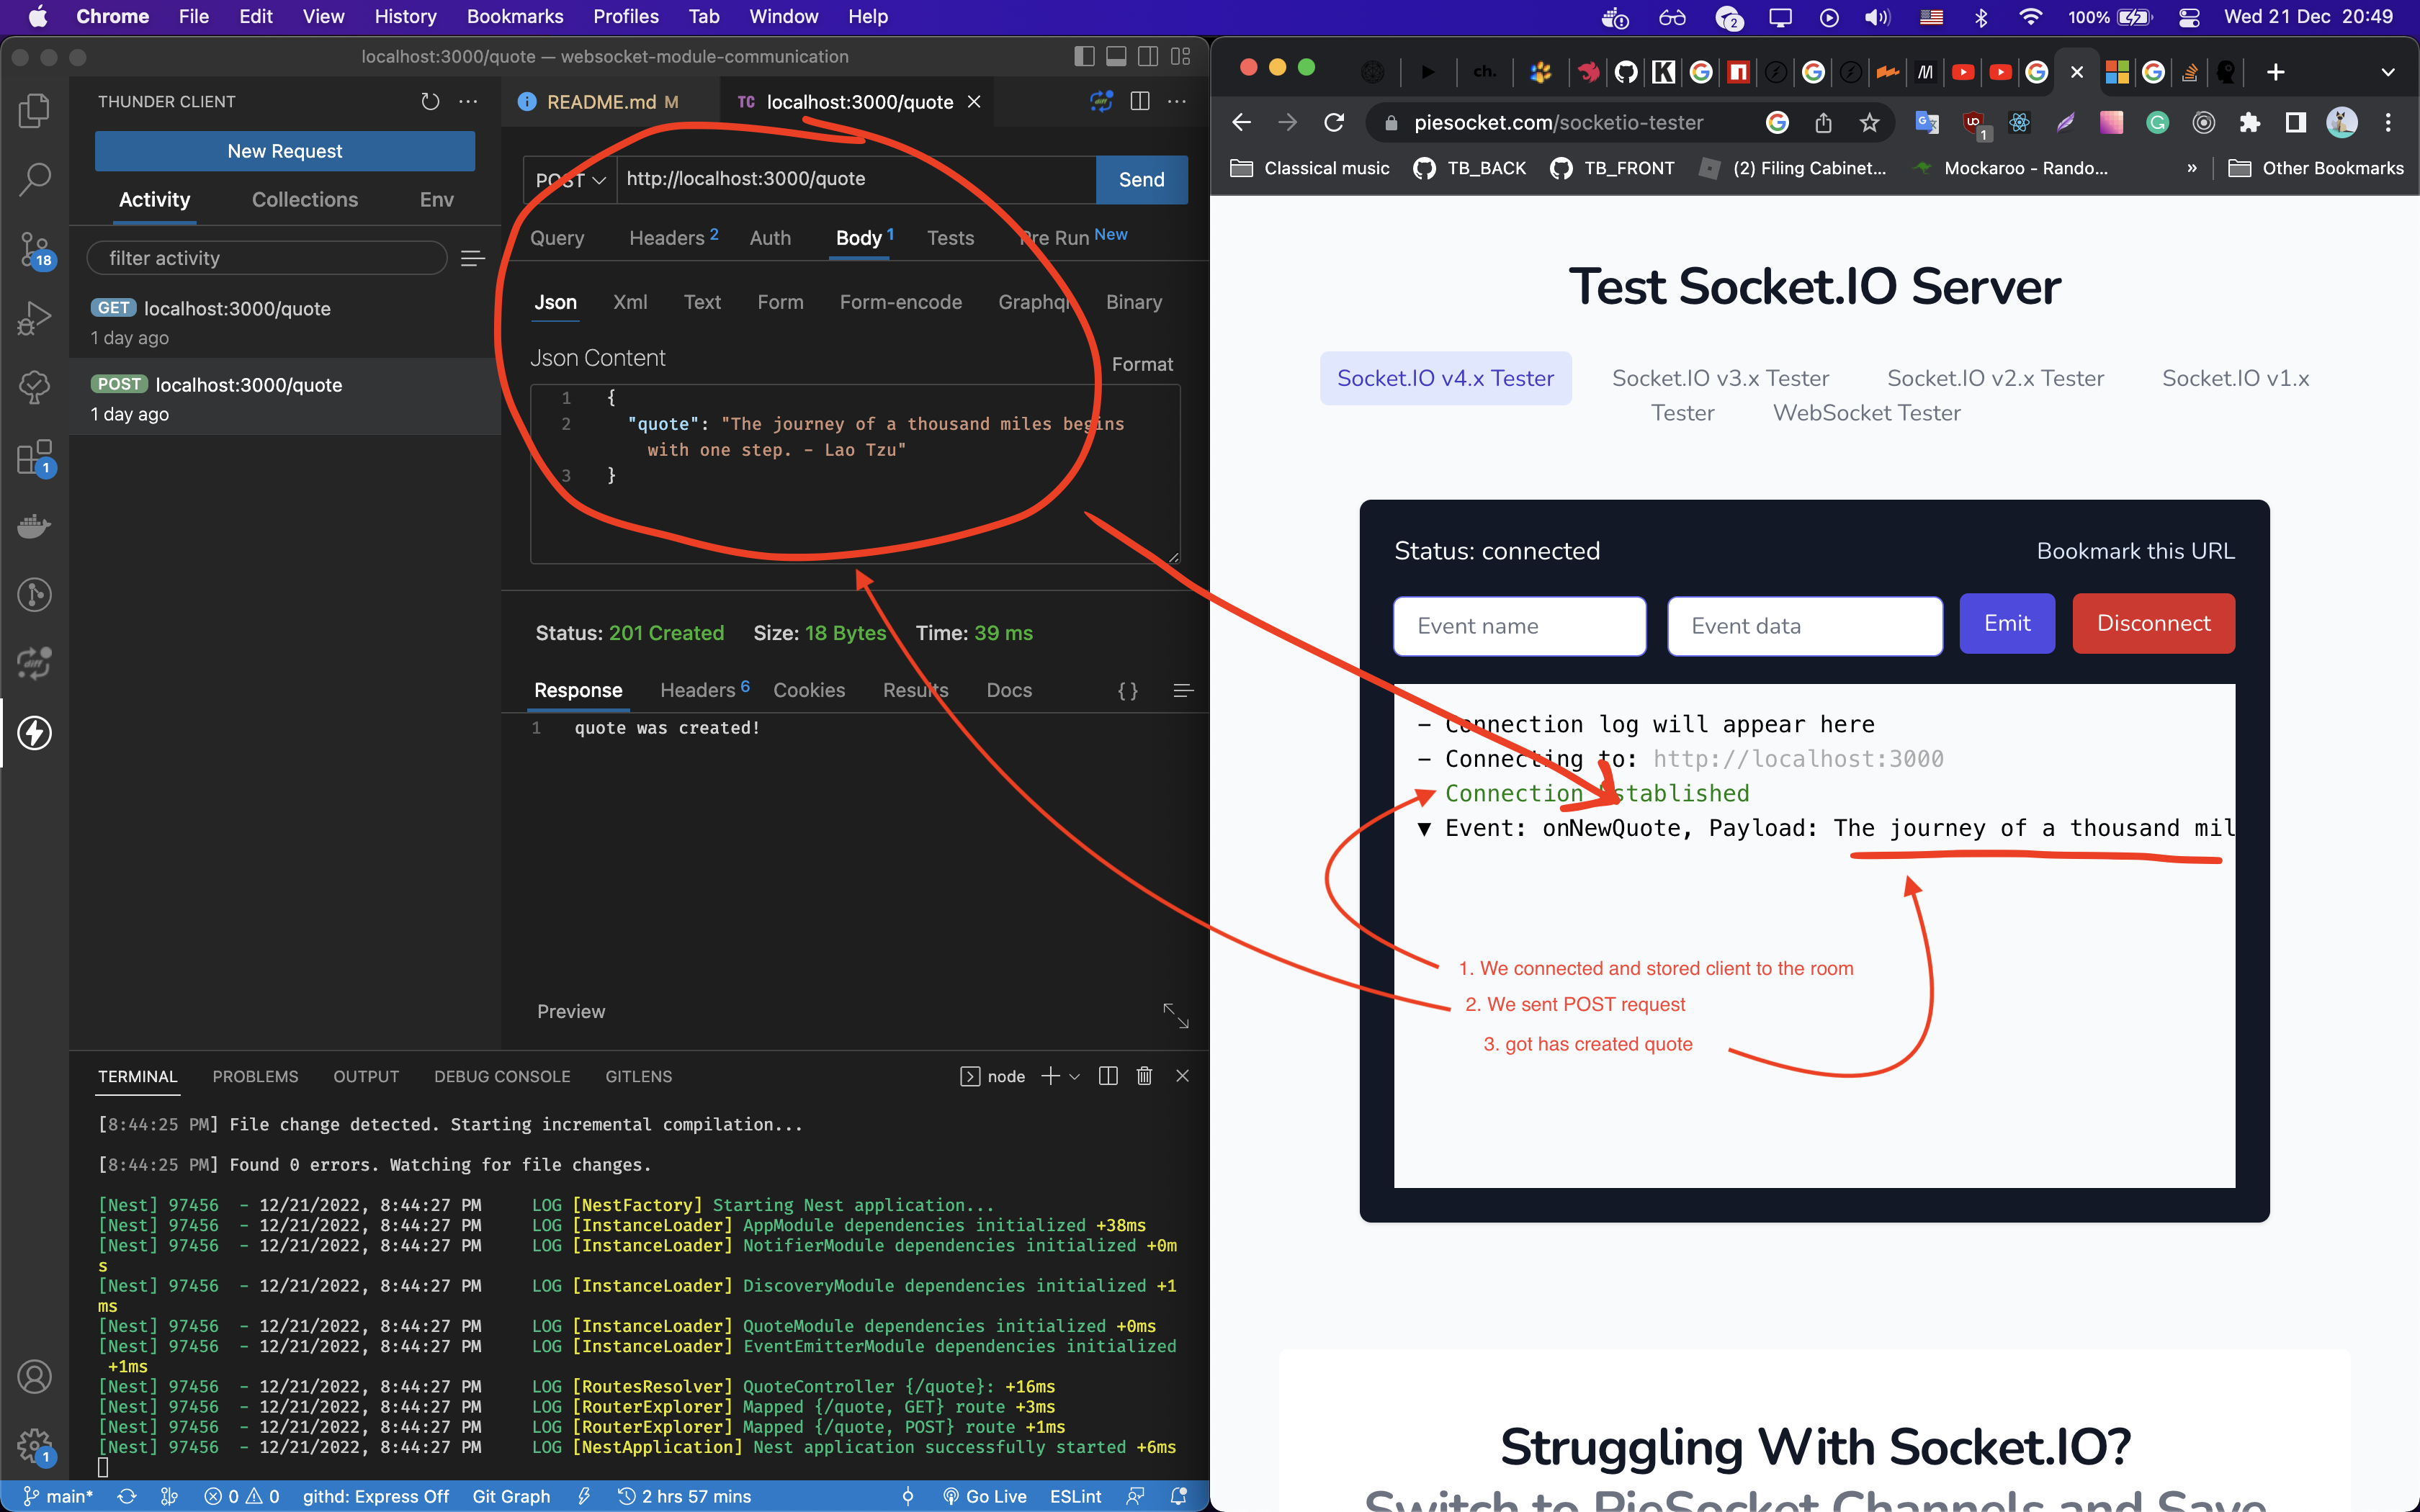 Chrome File Edit View History Bookmarks Profiles Tab Window Help
2 100% Wed 21 Dec 20:49
localhost:3000/quote — websocket-module-communication
THUNDER CLIENT
New Request
Activity Collections Env
filter activity
GET localhost:3000/quote
1 day ago
POST localhost:3000/quote
1 day ago
18
1
1
README.md M
TC localhost:3000/quote
POST http://localhost:3000/quote Send
Query Headers 2 Auth Body 1 Tests Pre Run New
Json Xml Text Form Form-encode Graphql Binary
Json Content
Format
1 {
2 "quote": "The journey of a thousand miles begins
with one step. - Lao Tzu"
3 }
Status: 201 Created Size: 18 Bytes Time: 39 ms
Response Headers 6 Cookies Results Docs { }
1 quote was created!
Preview
TERMINAL PROBLEMS OUTPUT DEBUG CONSOLE GITLENS node
[8:44:25 PM] File change detected. Starting incremental compilation...
[8:44:25 PM] Found 0 errors. Watching for file changes.
[Nest] 97456 - 12/21/2022, 8:44:27 PM LOG [NestFactory] Starting Nest application...
[Nest] 97456 - 12/21/2022, 8:44:27 PM LOG [InstanceLoader] AppModule dependencies initialized +38ms
[Nest] 97456 - 12/21/2022, 8:44:27 PM LOG [InstanceLoader] NotifierModule dependencies initialized +0m
s
[Nest] 97456 - 12/21/2022, 8:44:27 PM LOG [InstanceLoader] DiscoveryModule dependencies initialized +1
ms
[Nest] 97456 - 12/21/2022, 8:44:27 PM LOG [InstanceLoader] QuoteModule dependencies initialized +0ms
[Nest] 97456 - 12/21/2022, 8:44:27 PM LOG [InstanceLoader] EventEmitterModule dependencies initialized
+1ms
[Nest] 97456 - 12/21/2022, 8:44:27 PM LOG [RoutesResolver] QuoteController {/quote}: +16ms
[Nest] 97456 - 12/21/2022, 8:44:27 PM LOG [RouterExplorer] Mapped {/quote, GET} route +3ms
[Nest] 97456 - 12/21/2022, 8:44:27 PM LOG [RouterExplorer] Mapped {/quote, POST} route +1ms
[Nest] 97456 - 12/21/2022, 8:44:27 PM LOG [NestApplication] Nest application successfully started +6ms
main* 0 0 githd: Express Off Git Graph 2 hrs 57 mins Go Live ESLint
ch.
piesocket.com/socketio-tester
1
Classical music TB_BACK TB_FRONT (2) Filing Cabinet... Mockaroo - Rando... » Other Bookmarks
Test Socket.IO Server
Socket.IO v4.x Tester Socket.IO v3.x Tester Socket.IO v2.x Tester Socket.IO v1.x
Tester WebSocket Tester
Status: connected Bookmark this URL
Event name Event data Emit Disconnect
- Connection log will appear here
- Connecting to: http://localhost:3000
Connection Established
▼ Event: onNewQuote, Payload: The journey of a thousand mil
1. We connected and stored client to the room
2. We sent POST request
3. got has created quote
Struggling With Socket.IO?
Switch to PieSocket Channels and Save